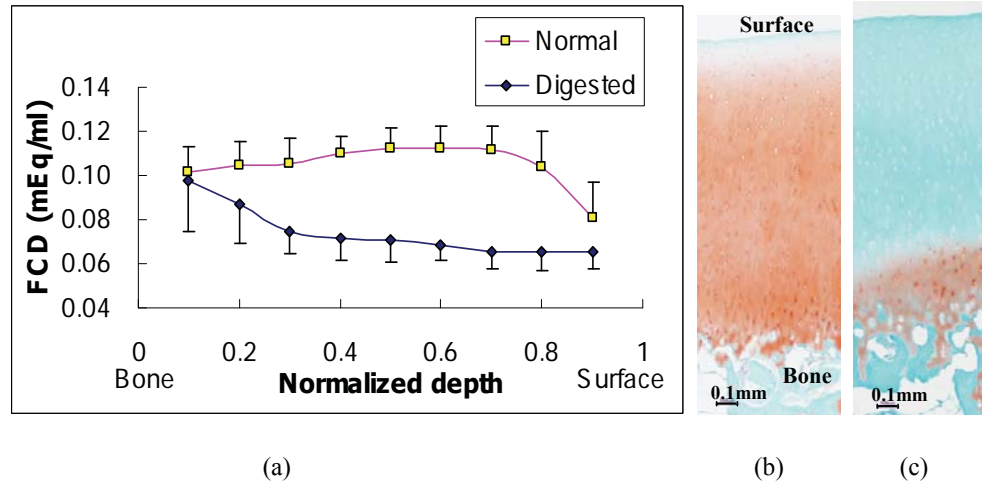 Normal
Digested
FCD (mEq/ml)
0.14
0.12
0.10
0.08
0.06
0.04
0 0.2 0.4 0.6 0.8 1
Bone Normalized depth Surface
(a)
Surface
Bone
0.1mm
(b)
0.1mm
(c)